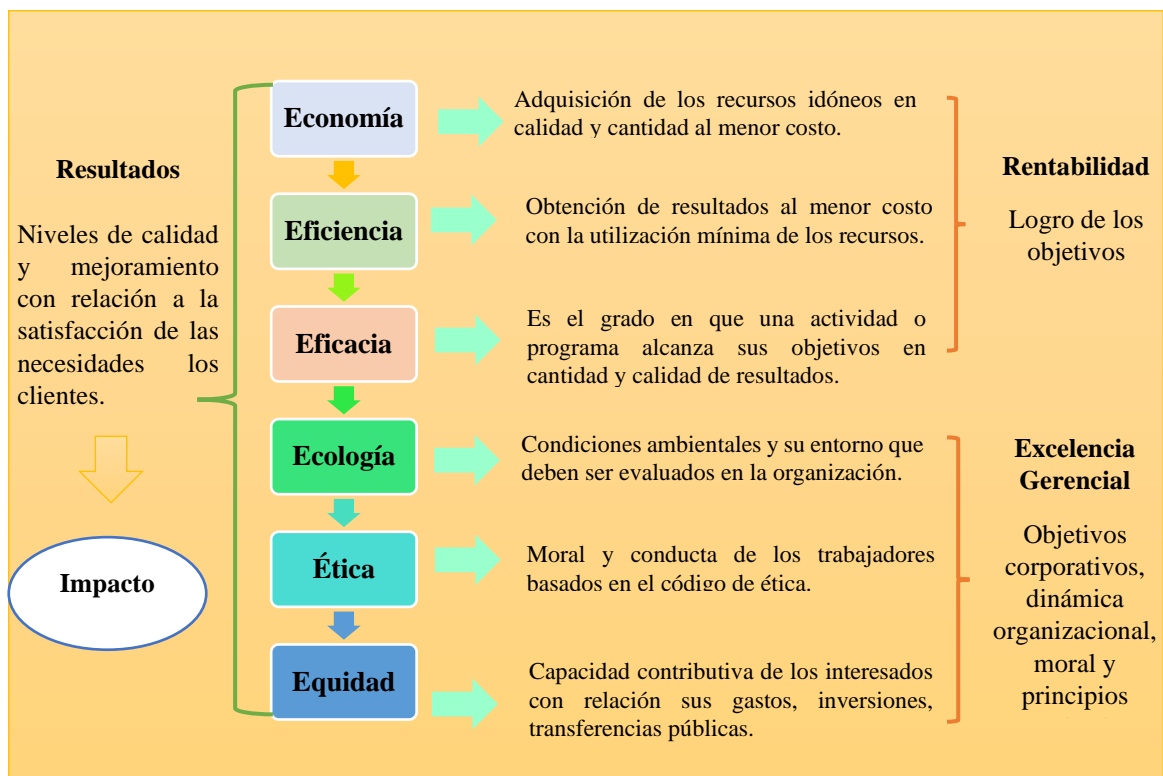 Resultados
Niveles de calidad
y mejoramiento
con relación a la
satisfacción de las
necesidades los
clientes.
Impacto
Economía
Adquisición de los recursos idóneos en
calidad y cantidad al menor costo.
Eficiencia
Obtención de resultados al menor costo
con la utilización mínima de los recursos.
Eficacia
Es el grado en que una actividad o
programa alcanza sus objetivos en
cantidad y calidad de resultados.
Ecología
Condiciones ambientales y su entorno que
deben ser evaluados en la organización.
Ética
Moral y conducta de los trabajadores
basados en el código de ética.
Equidad
Capacidad contributiva de los interesados
con relación sus gastos, inversiones,
transferencias públicas.
Rentabilidad
Logro de los
objetivos
Excelencia
Gerencial
Objetivos
corporativos,
dinámica
organizacional,
moral y
principios